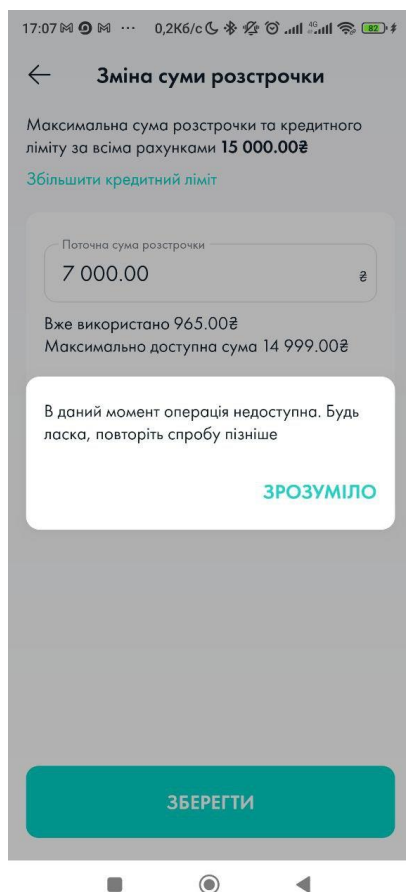 17:07 ... 0,2Кб/с 4G 82
Зміна суми розстрочки
Максимальна сума розстрочки та кредитного
ліміту за всіма рахунками 15 000.00₴
Збільшити кредитний ліміт
Поточна сума розстрочки
7 000.00 ₴
Вже використано 965.00₴
Максимально доступна сума 14 999.00₴
В даний момент операція недоступна. Будь
ласка, повторіть спробу пізніше
ЗРОЗУМІЛО
ЗБЕРЕГТИ